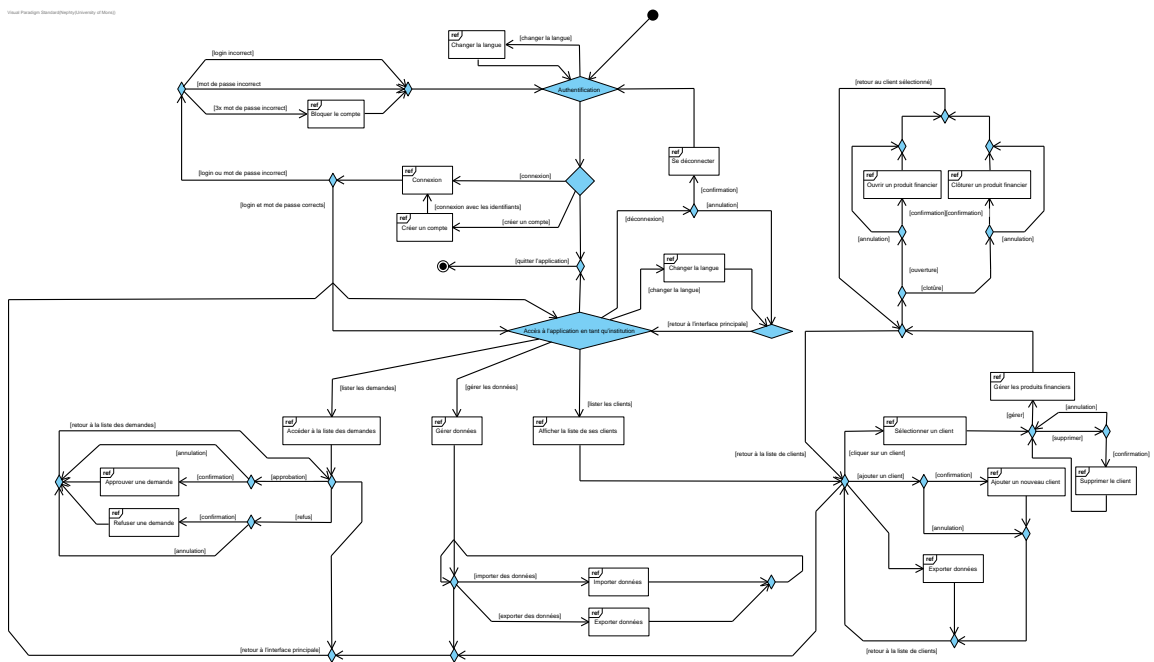 Visual Paradigm Standard(Sephiy(University of Mons))
ref
Changer la langue
[changer la langue]
[login incorrect]
[mot de passe incorrect
Authentification
[retour au client sélectionné]
[3x mot de passe incorrect]
ref
Bloquer le compte
ref
Se déconnecter
[login ou mot de passe incorrect]
ref
Connexion
[connexion]
ref
Ouvrir un produit financier
ref
Clôturer un produit financier
[confirmation]
[login et mot de passe corrects]
[connexion avec les identifiants]
[annulation]
ref
Créer un compte
[créer un compte]
[déconnexion]
[confirmation][confirmation]
[annulation]
[annulation]
[quitter l'application]
ref
Changer la langue
[ouverture]
[changer la langue]
[clotûre]
Accès à l'application en tant qu'institution
[retour à l'interface principale]
[lister les demandes]
[gérer les données]
ref
Gérer les produits financiers
[lister les clients]
[gérer]
[annulation]
[retour à la liste des demandes]
ref
Accéder à la liste des demandes
ref
Gérer données
ref
Afficher la liste de ses clients
ref
Sélectionner un client
[supprimer]
[annulation]
[retour à la liste de clients]
[cliquer sur un client]
[confirmation]
ref
Approuver une demande
[confirmation]
[approbation]
[ajouter un client]
[confirmation]
ref
Ajouter un nouveau client
ref
Supprimer le client
ref
Refuser une demande
[confirmation]
[refus]
[annulation]
[annulation]
ref
Exporter données
[importer des données]
ref
Importer données
[exporter des données]
ref
Exporter données
[retour à l'interface principale]
[retour à la liste de clients]